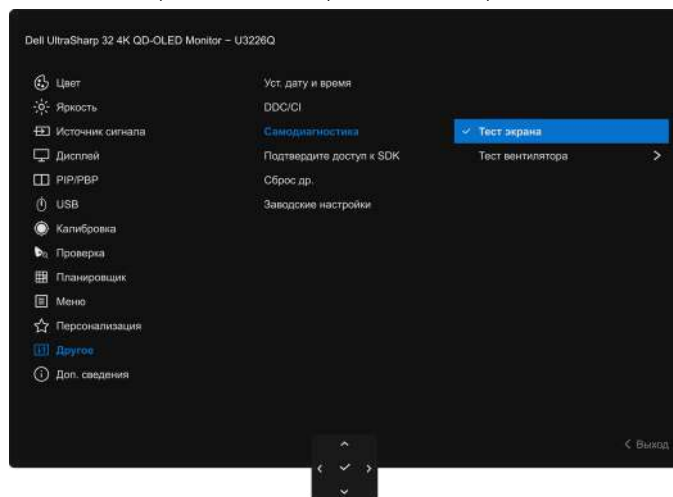 Dell UltraSharp 32 4K QD-OLED Monitor – U3226Q
Цвет
Яркость
Источник сигнала
Дисплей
PIP/PBP
USB
Калибровка
Проверка
Планировщик
Меню
Персонализация
Другое
Доп. сведения
Уст. дату и время
DDC/CI
Самодиагностика
Подтвердите доступ к SDK
Сброс др.
Заводские настройки
Тест экрана
Тест вентилятора
Выход